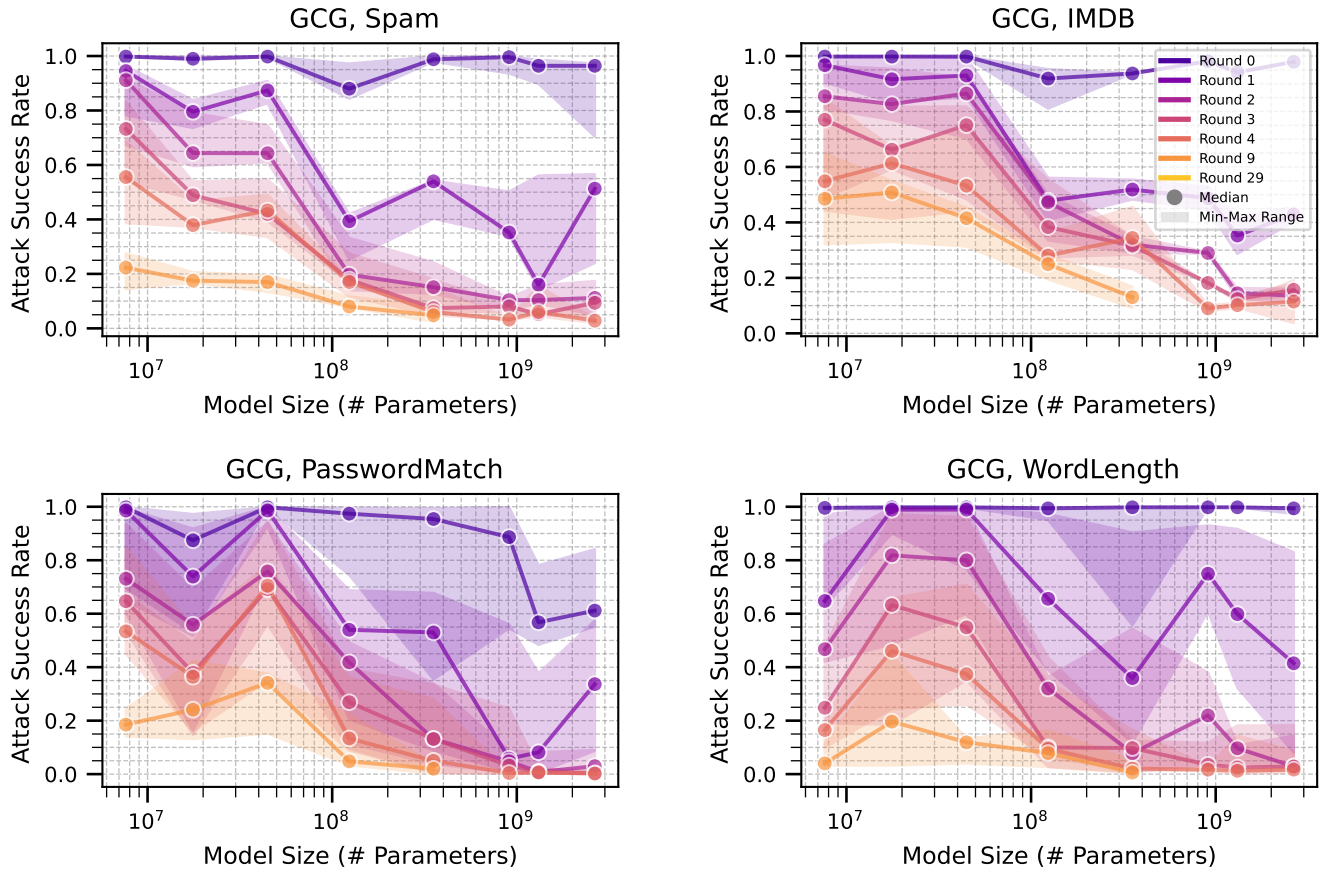 GCG, Spam
Attack Success Rate
1.0
0.8
0.6
0.4
0.2
0.0
10^7
10^8
10^9
Model Size (# Parameters)
GCG, IMDB
Attack Success Rate
1.0
0.8
0.6
0.4
0.2
0.0
10^7
10^8
10^9
Model Size (# Parameters)
Round 0
Round 1
Round 2
Round 3
Round 4
Round 9
Round 29
Median
Min-Max Range
GCG, PasswordMatch
Attack Success Rate
1.0
0.8
0.6
0.4
0.2
0.0
10^7
10^8
10^9
Model Size (# Parameters)
GCG, WordLength
Attack Success Rate
1.0
0.8
0.6
0.4
0.2
0.0
10^7
10^8
10^9
Model Size (# Parameters)